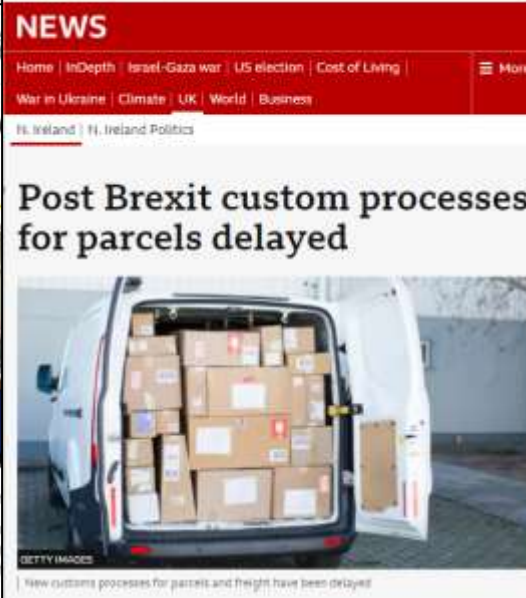 NEWS
Home | InDepth | Israel-Gaza war | US election | Cost of Living |
More
War in Ukraine | Climate | UK | World | Business
N. Ireland | N. Ireland Politics
Post Brexit custom processes
for parcels delayed
GETTY IMAGES
New customs processes for parcels and freight have been delayed